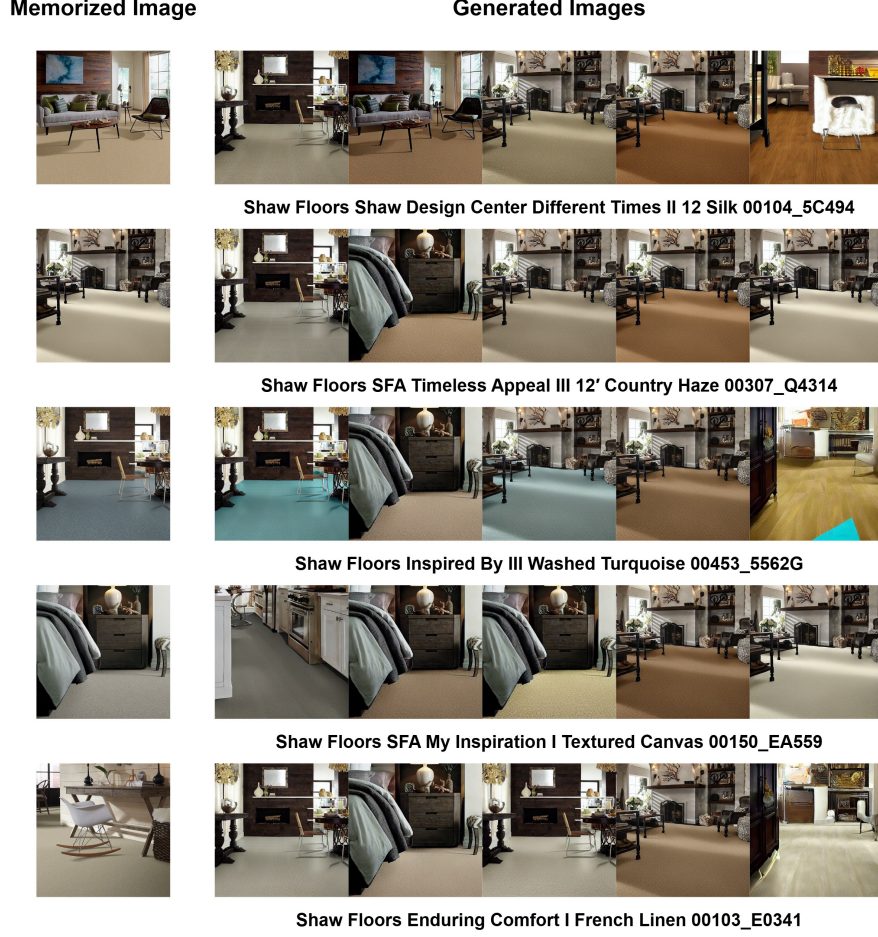 Memorized Image Generated Images
Shaw Floors Shaw Design Center Different Times II 12 Silk 00104_5C494
Shaw Floors SFA Timeless Appeal III 12′ Country Haze 00307_Q4314
Shaw Floors Inspired By III Washed Turquoise 00453_5562G
Shaw Floors SFA My Inspiration I Textured Canvas 00150_EA559
Shaw Floors Enduring Comfort I French Linen 00103_E0341